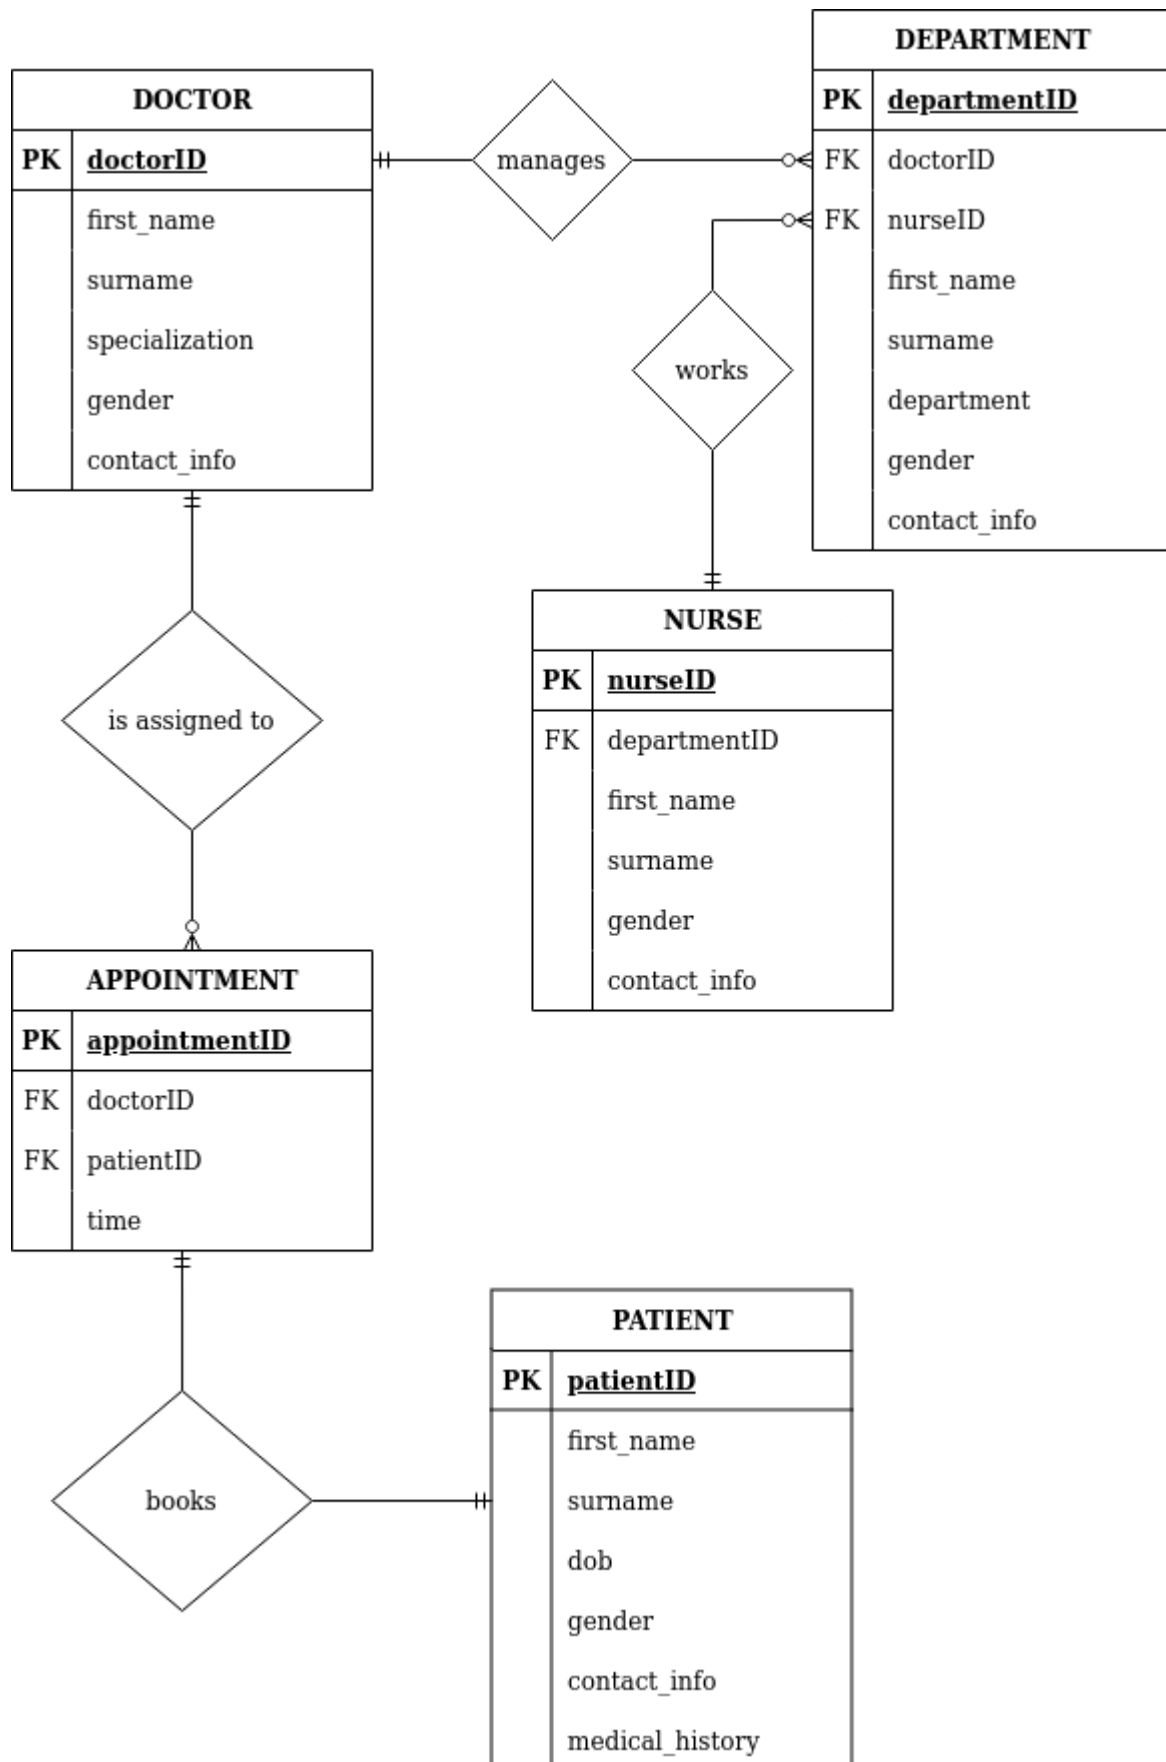 DOCTOR
PK doctorID
first_name
surname
specialization
gender
contact_info
manages
DEPARTMENT
PK departmentID
FK doctorID
FK nurseID
first_name
surname
department
gender
contact_info
works
NURSE
PK nurseID
FK departmentID
first_name
surname
gender
contact_info
is assigned to
APPOINTMENT
PK appointmentID
FK doctorID
FK patientID
time
books
PATIENT
PK patientID
first_name
surname
dob
gender
contact_info
medical_history